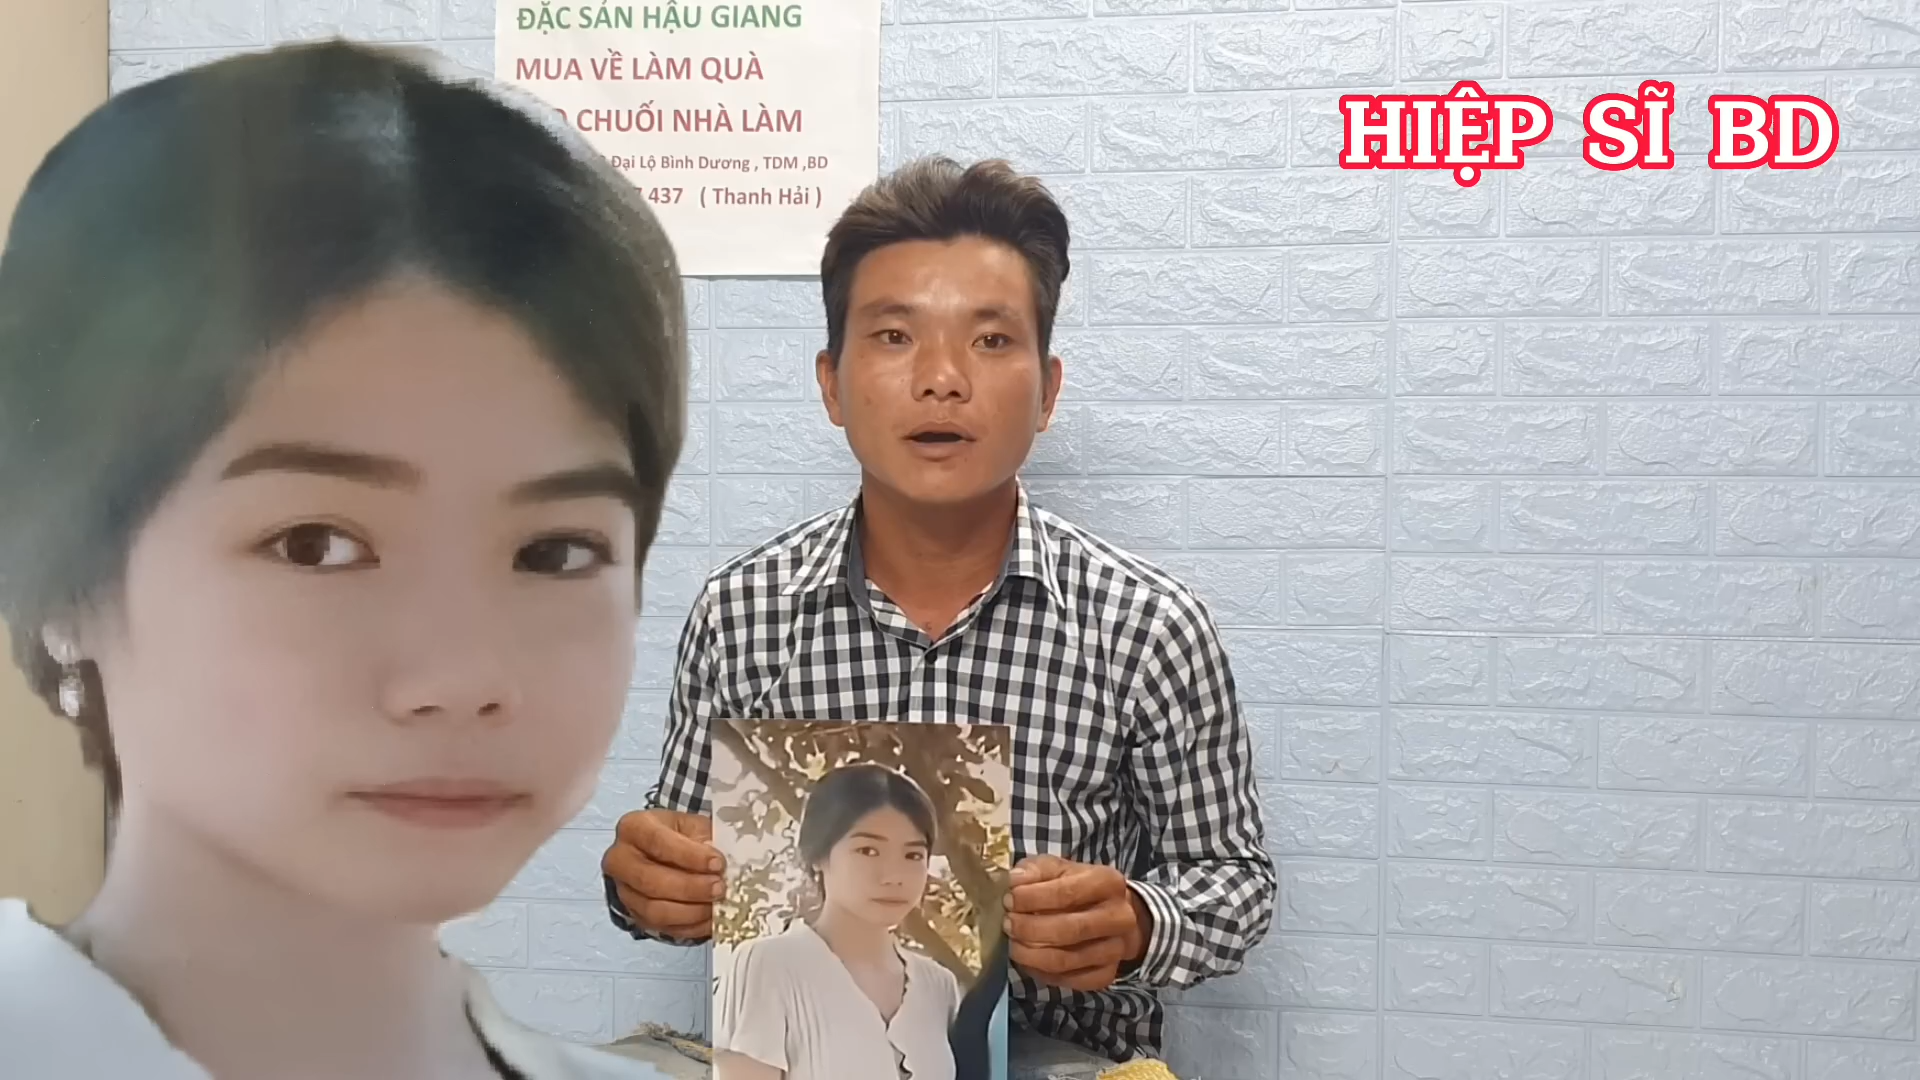 ĐẶC SẢN HẬU GIANG
MUA VỀ LÀM QUÀ
CHUỐI NHÀ LÀM
Đại Lộ Bình Dương , TDM ,BD
437 ( Thanh Hải )
HIỆP SĨ BD